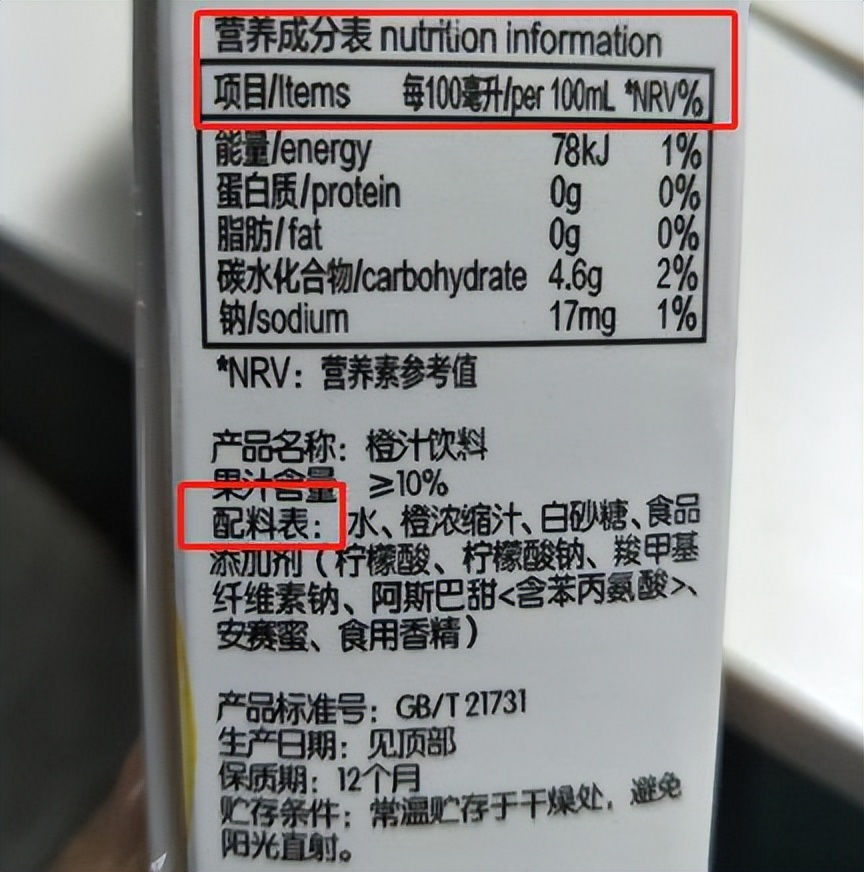 营养成分表 nutrition information
项目/Items 每100毫升/per 100mL *NRV%
能量/energy 78kJ 1%
蛋白质/protein 0g 0%
脂肪/fat 0g 0%
碳水化合物/carbohydrate 4.6g 2%
钠/sodium 17mg 1%
*NRV：营养素参考值
产品名称：橙汁饮料
果汁含量 ≥10%
配料表：水、橙浓缩汁、白砂糖、食品
添加剂（柠檬酸、柠檬酸钠、羧甲基
纤维素钠、阿斯巴甜<含苯丙氨酸>、
安赛蜜、食用香精）
产品标准号：GB/T 21731
生产日期：见顶部
保质期：12个月
贮存条件：常温贮存于干燥处，避免
阳光直射。